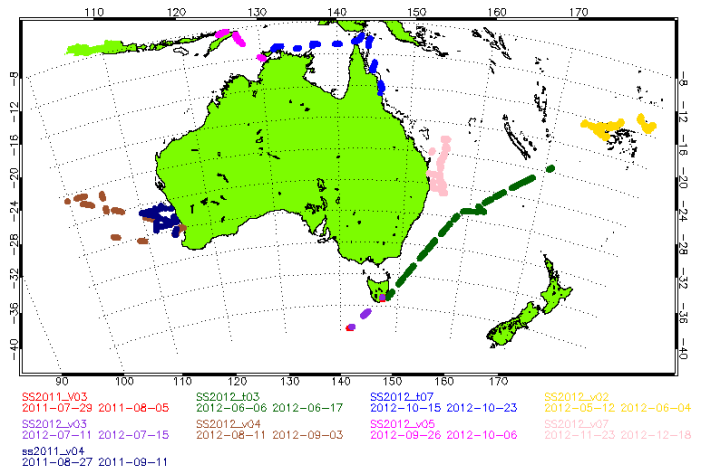 110 120 130 140 150 160 170
-8 -8
-12 -12
-16 -16
-20 -20
-24 -24
-28 -28
-32 -32
-36 -36
-40 -40
90 100 110 120 130 140 150 160 170
SS2011_v03 SS2012_t03 SS2012_t07 SS2012_v02
2011-07-29 2011-08-05 2012-06-06 2012-06-17 2012-10-15 2012-10-23 2012-05-12 2012-06-04
SS2012_v03 SS2012_v04 SS2012_v05 SS2012_v07
2012-07-11 2012-07-15 2012-08-11 2012-09-03 2012-09-26 2012-10-06 2012-11-23 2012-12-18
ss2011_v04
2011-08-27 2011-09-11